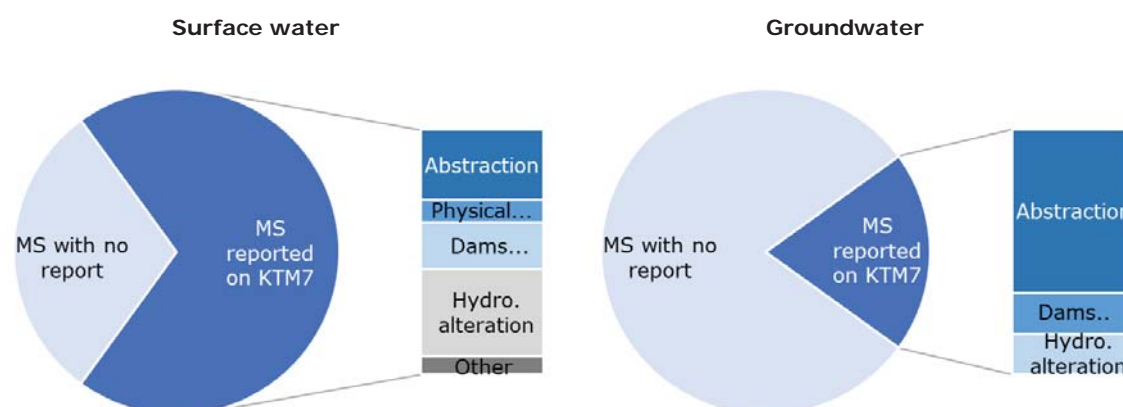 Surface water
Groundwater
MS with no
report
MS
reported
on KTM7
Abstraction
Physical...
Dams...
Hydro.
alteration
Other
MS with no
report
MS
reported
on KTM7
Abstraction
Dams..
Hydro.
alteration